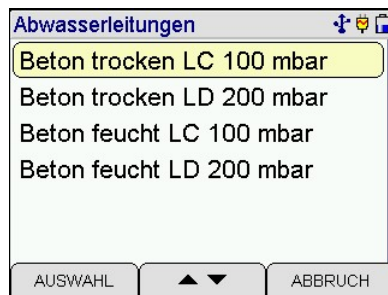 Abwasserleitungen
Beton trocken LC 100 mbar
Beton trocken LD 200 mbar
Beton feucht LC 100 mbar
Beton feucht LD 200 mbar
AUSWAHL ABBRUCH